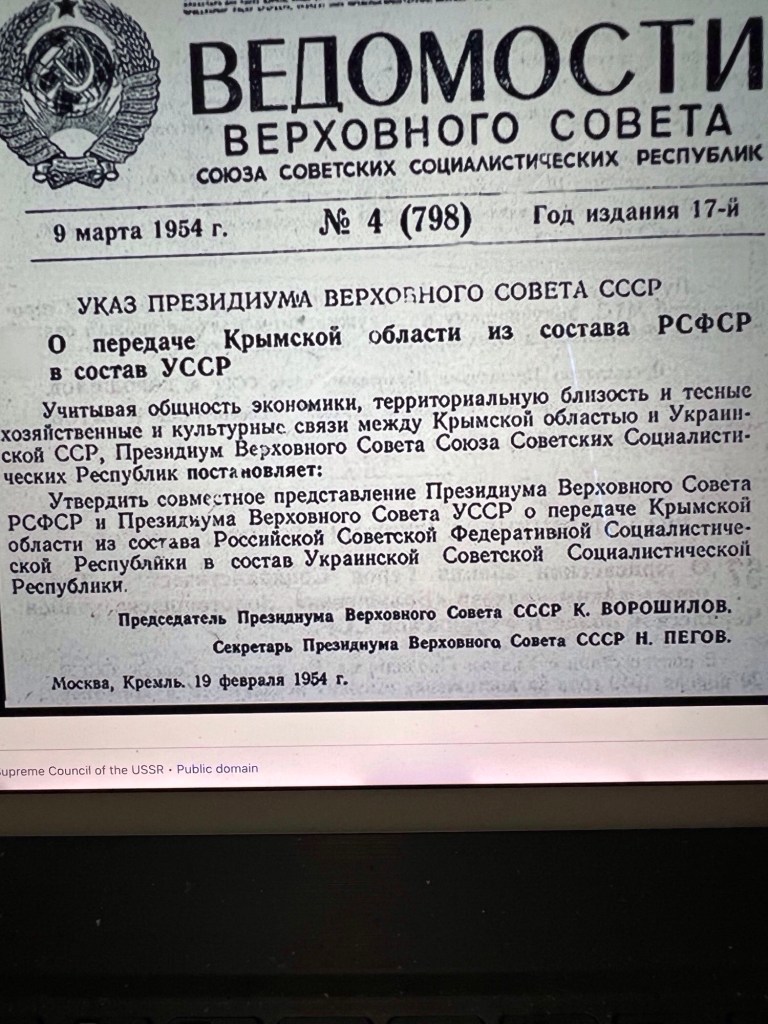 ВЕДОМОСТИ
ВЕРХОВНОГО СОВЕТА
СОЮЗА СОВЕТСКИХ СОЦИАЛИСТИЧЕСКИХ РЕСПУБЛИК
9 марта 1954 г. № 4 (798) Год издания 17-й
УКАЗ ПРЕЗИДИУМА ВЕРХОВНОГО СОВЕТА СССР
О передаче Крымской области из состава РСФСР
в состав УССР
Учитывая общность экономики, территориальную близость и тесные
хозяйственные и культурные связи между Крымской областью и Украин-
ской ССР, Президиум Верховного Совета Союза Советских Социалисти-
ческих Республик постановляет:
Утвердить совместное представление Президиума Верховного Совета
РСФСР и Президиума Верховного Совета УССР о передаче Крымской
области из состава Российской Советской Федеративной Социалистиче-
ской Республики в состав Украинской Советской Социалистической
Республики.
Председатель Президиума Верховного Совета СССР К. ВОРОШИЛОВ.
Секретарь Президиума Верховного Совета СССР Н. ПЕГОВ.
Москва, Кремль. 19 февраля 1954 г.
Supreme Council of the USSR • Public domain